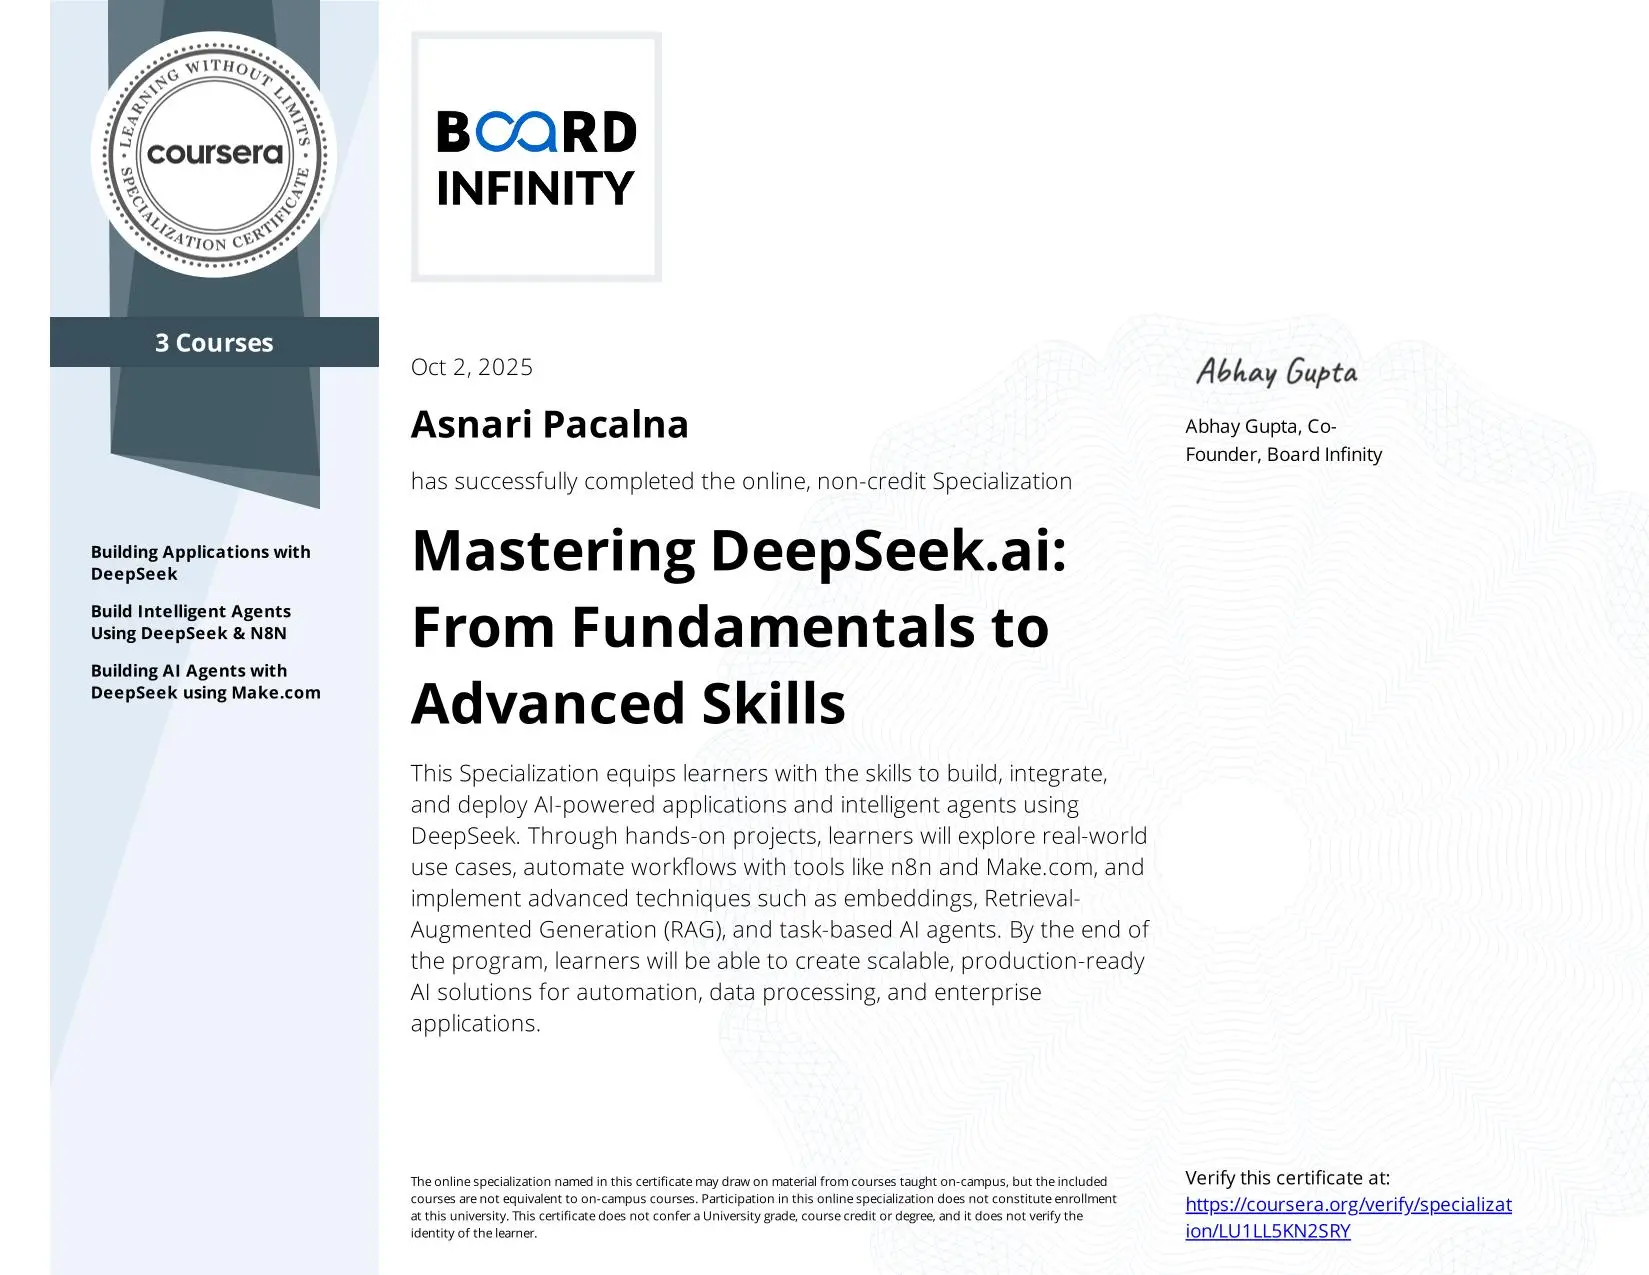 LEARNING WITHOUT LIMITS
coursera
SPECIALIZATION CERTIFICATE
3 Courses
Building Applications with
DeepSeek
Build Intelligent Agents
Using DeepSeek & N8N
Building AI Agents with
DeepSeek using Make.com
BOARD
INFINITY
Oct 2, 2025
Asnari Pacalna
has successfully completed the online, non-credit Specialization
Mastering DeepSeek.ai:
From Fundamentals to
Advanced Skills
This Specialization equips learners with the skills to build, integrate,
and deploy AI-powered applications and intelligent agents using
DeepSeek. Through hands-on projects, learners will explore real-world
use cases, automate workflows with tools like n8n and Make.com, and
implement advanced techniques such as embeddings, Retrieval-
Augmented Generation (RAG), and task-based AI agents. By the end of
the program, learners will be able to create scalable, production-ready
AI solutions for automation, data processing, and enterprise
applications.
Abhay Gupta
Abhay Gupta, Co-
Founder, Board Infinity
The online specialization named in this certificate may draw on material from courses taught on-campus, but the included
courses are not equivalent to on-campus courses. Participation in this online specialization does not constitute enrollment
at this university. This certificate does not confer a University grade, course credit or degree, and it does not verify the
identity of the learner.
Verify this certificate at:
https://coursera.org/verify/specializat
ion/LU1LL5KN2SRY